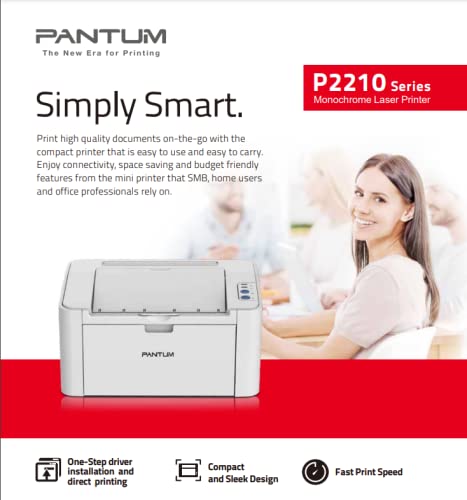 PANTUM
The New Era for Printing
P2210 Series
Monochrome Laser Printer
Simply Smart.
Print high quality documents on-the-go with the
compact printer that is easy to use and easy to carry.
Enjoy connectivity, space saving and budget friendly
features from the mini printer that SMB, home users
and office professionals rely on.
PANTUM
One-Step driver
installation and
direct printing
Compact
and Sleek Design
Fast Print Speed